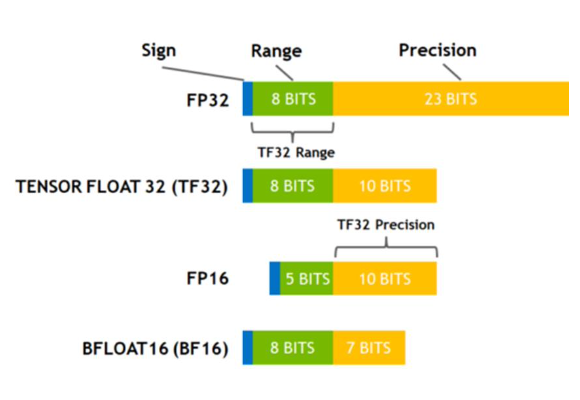 Sign Range Precision
FP32 8 BITS 23 BITS
TF32 Range
TENSOR FLOAT 32 (TF32) 8 BITS 10 BITS
TF32 Precision
FP16 5 BITS 10 BITS
BFLOAT16 (BF16) 8 BITS 7 BITS